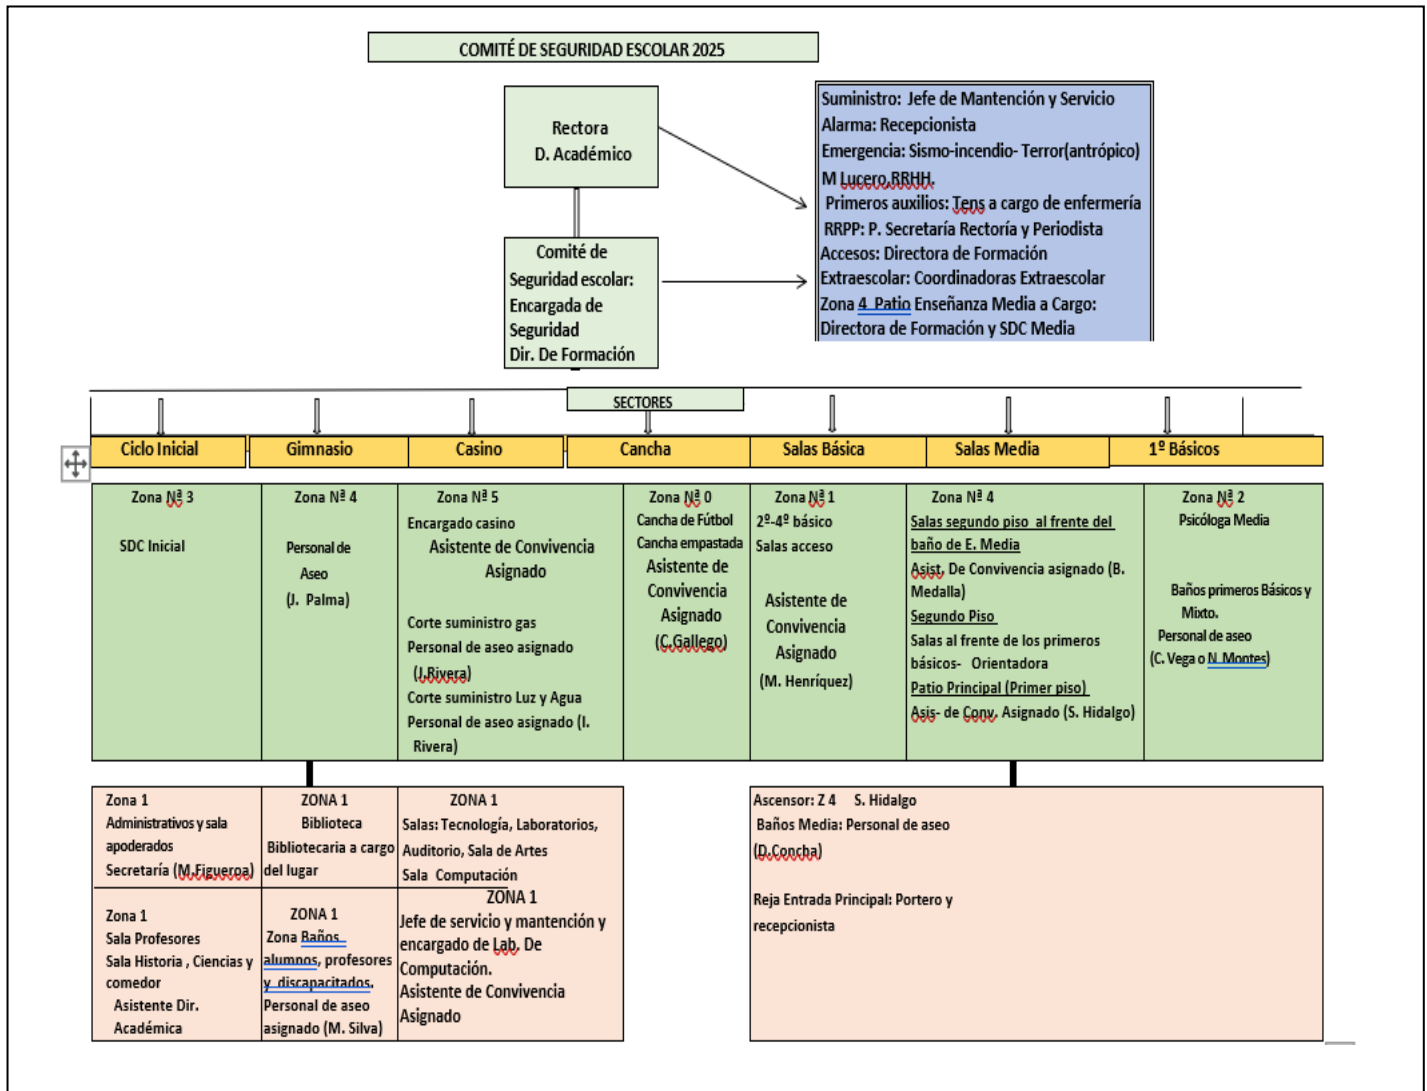 COMITÉ DE SEGURIDAD ESCOLAR 2025
Rectora
D. Académico
Suministro: Jefe de Mantención y Servicio
Alarma: Recepcionista
Emergencia: Sismo-incendio- Terror(antrópico)
M Lucero,RRHH.
Primeros auxilios: Tens a cargo de enfermería
RRPP: P. Secretaría Rectoría y Periodista
Accesos: Directora de Formación
Extraescolar: Coordinadoras Extraescolar
Zona 4 Patio Enseñanza Media a Cargo:
Directora de Formación y SDC Media
Comité de
Seguridad escolar:
Encargada de
Seguridad
Dir. De Formación
SECTORES
Ciclo Inicial
Gimnasio
Casino
Cancha
Salas Básica
Salas Media
1º Básicos
Zona Nª 3
SDC Inicial
Zona Nª 4
Personal de
Aseo
(J. Palma)
Zona Nª 5
Encargado casino
Asistente de Convivencia
Asignado
Corte suministro gas
Personal de aseo asignado
(J.Rivera)
Corte suministro Luz y Agua
Personal de aseo asignado (I.
Rivera)
Zona Nª 0
Cancha de Fútbol
Cancha empastada
Asistente de
Convivencia
Asignado
(C.Gallego)
Zona Nª 1
2º-4º básico
Salas acceso
Asistente de
Convivencia
Asignado
(M. Henríquez)
Zona Nª 4
Salas segundo piso al frente del
baño de E. Media
Asist. De Convivencia asignado (B.
Medalla)
Segundo Piso
Salas al frente de los primeros
básicos- Orientadora
Patio Principal (Primer piso)
Asis- de Conv. Asignado (S. Hidalgo)
Zona Nª 2
Psicóloga Media
Baños primeros Básicos y
Mixto.
Personal de aseo
(C. Vega o N. Montes)
Zona 1
Administrativos y sala
apoderados
Secretaría (M.Figueroa)
ZONA 1
Biblioteca
Bibliotecaria a cargo
del lugar
ZONA 1
Salas: Tecnología, Laboratorios,
Auditorio, Sala de Artes
Sala Computación
Zona 1
Sala Profesores
Sala Historia , Ciencias y
comedor
Asistente Dir.
Académica
ZONA 1
Zona Baños
alumnos, profesores
y discapacitados.
Personal de aseo
asignado (M. Silva)
ZONA 1
Jefe de servicio y mantención y
encargado de Lab. De
Computación.
Asistente de Convivencia
Asignado
Ascensor: Z 4 S. Hidalgo
Baños Media: Personal de aseo
(D.Concha)
Reja Entrada Principal: Portero y
recepcionista